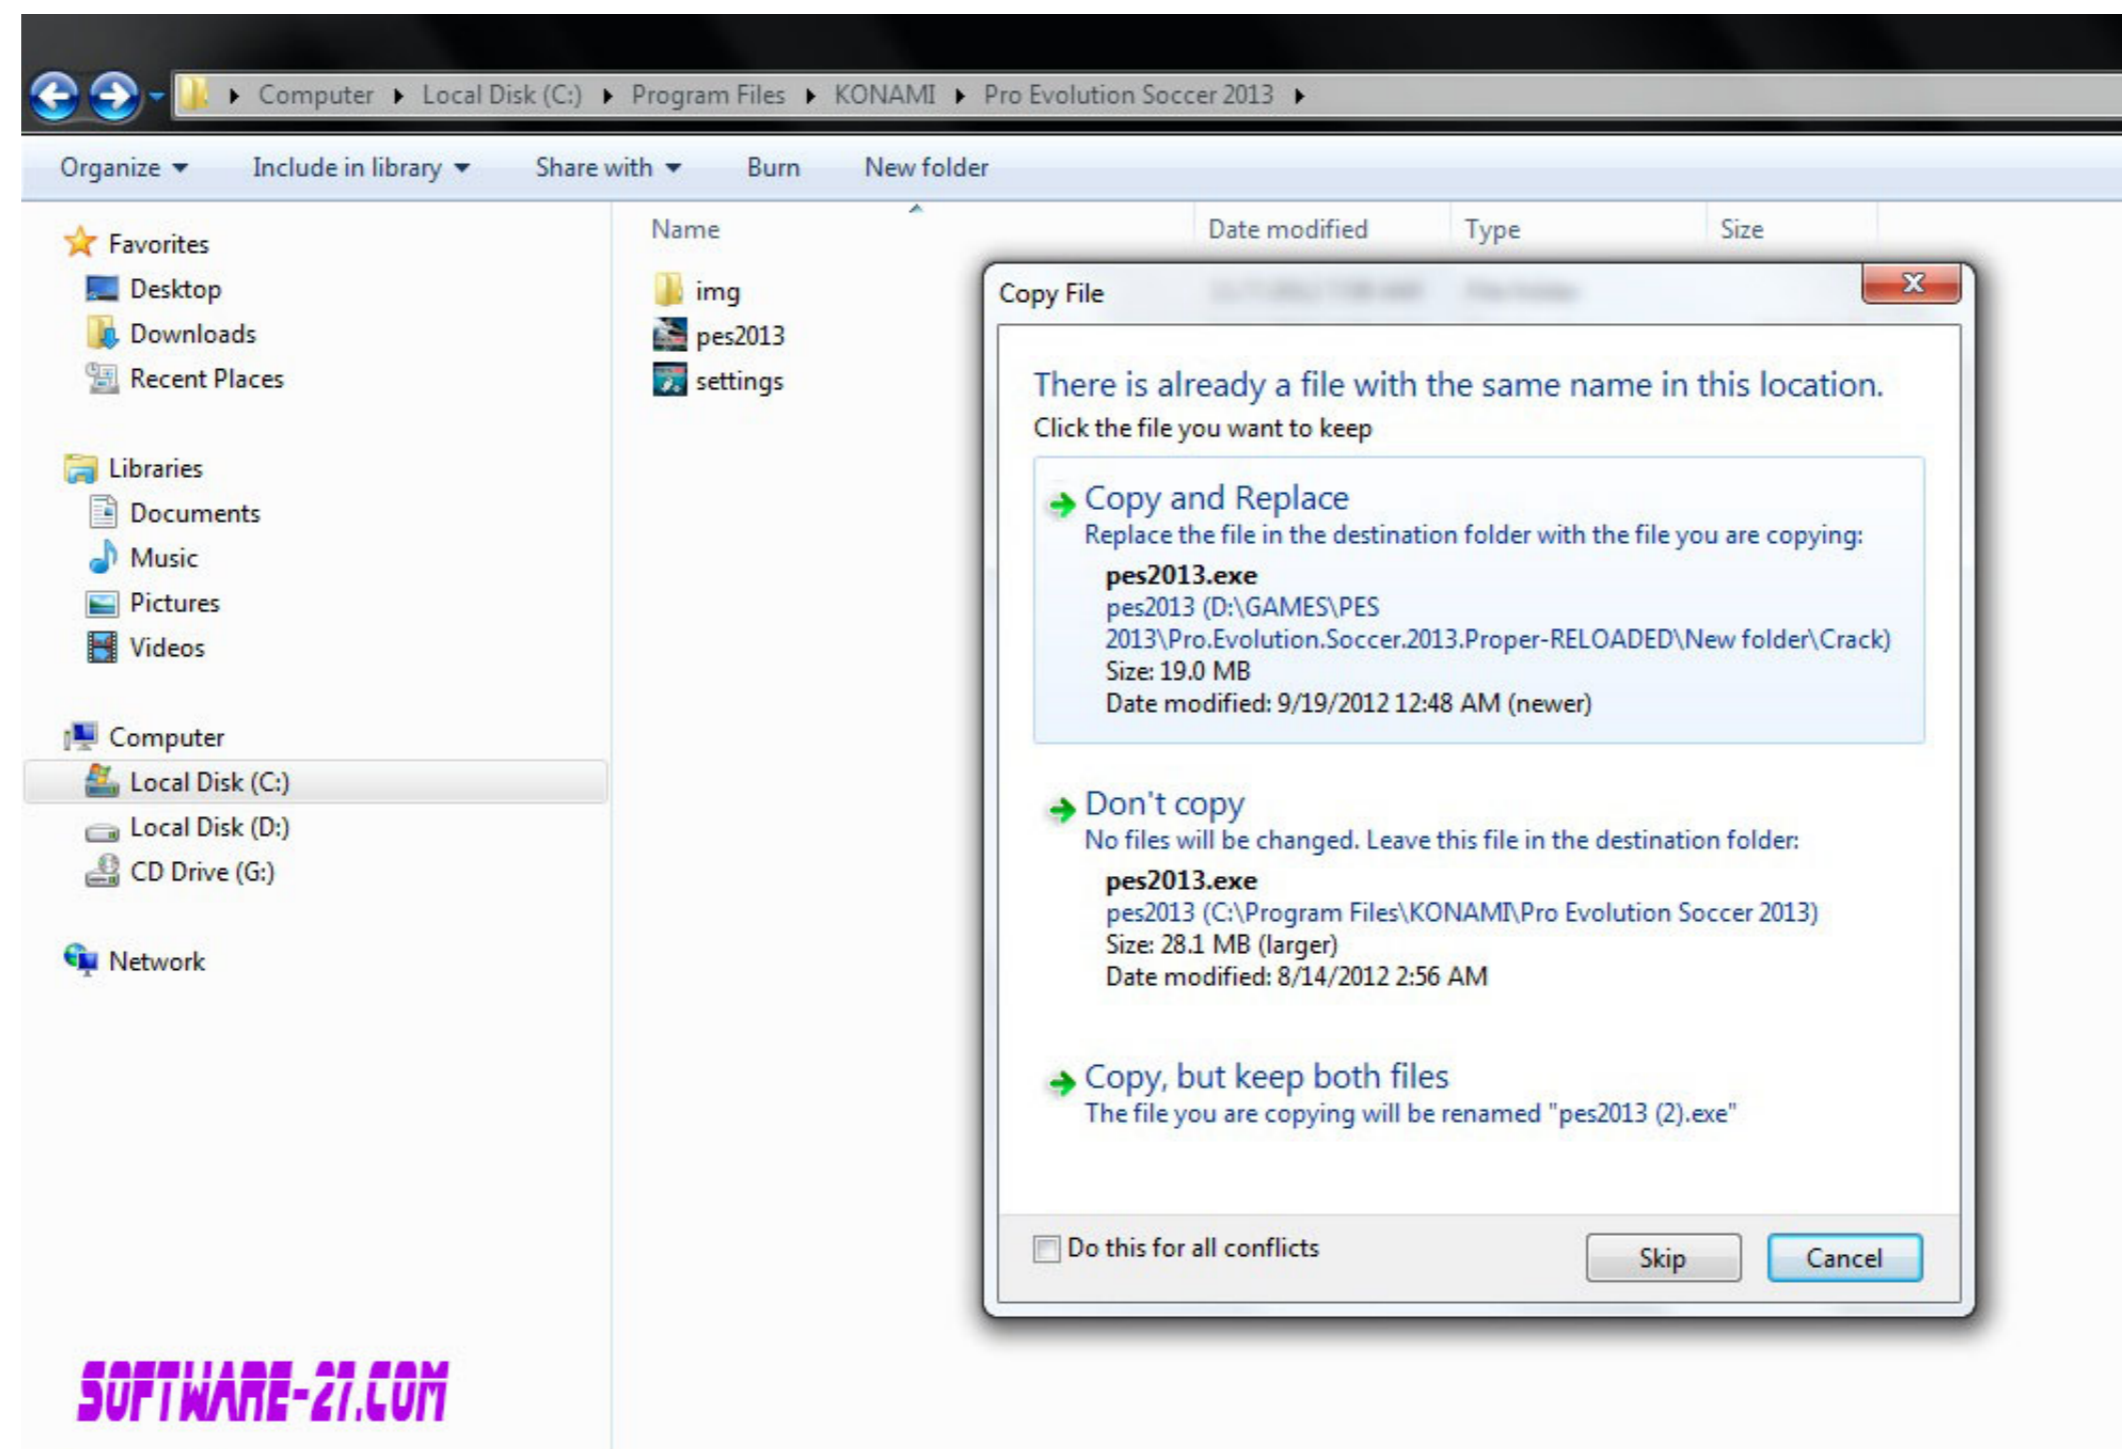 Computer Local Disk (C:) Program Files KONAMI Pro Evolution Soccer 2013
Organize Include in library Share with Burn New folder
Name Date modified Type Size
Favorites
Desktop
Downloads
Recent Places
Libraries
Documents
Music
Pictures
Videos
Computer
Local Disk (C:)
Local Disk (D:)
CD Drive (G:)
Network
img
pes2013
settings
Copy File
There is already a file with the same name in this location.
Click the file you want to keep
Copy and Replace
Replace the file in the destination folder with the file you are copying:
pes2013.exe
pes2013 (D:\GAMES\PES
2013\Pro.Evolution.Soccer.2013.Proper-RELOADED\New folder\Crack)
Size: 19.0 MB
Date modified: 9/19/2012 12:48 AM (newer)
Don't copy
No files will be changed. Leave this file in the destination folder:
pes2013.exe
pes2013 (C:\Program Files\KONAMI\Pro Evolution Soccer 2013)
Size: 28.1 MB (larger)
Date modified: 8/14/2012 2:56 AM
Copy, but keep both files
The file you are copying will be renamed "pes2013 (2).exe"
Do this for all conflicts
Skip Cancel
SOFTWARE-27.COM